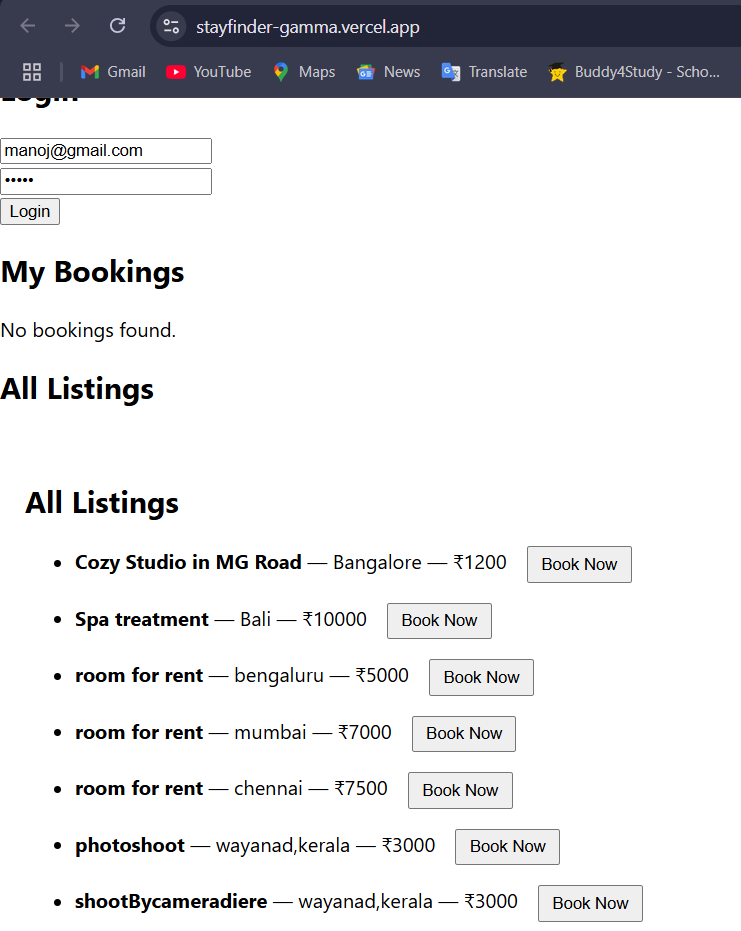 stayfinder-gamma.vercel.app
Gmail YouTube Maps News Translate Buddy4Study - Scho...
Login
manoj@gmail.com
•••••
Login
My Bookings
No bookings found.
All Listings
All Listings
• Cozy Studio in MG Road — Bangalore — ₹1200 Book Now
• Spa treatment — Bali — ₹10000 Book Now
• room for rent — bengaluru — ₹5000 Book Now
• room for rent — mumbai — ₹7000 Book Now
• room for rent — chennai — ₹7500 Book Now
• photoshoot — wayanad,kerala — ₹3000 Book Now
• shootBycameradiere — wayanad,kerala — ₹3000 Book Now